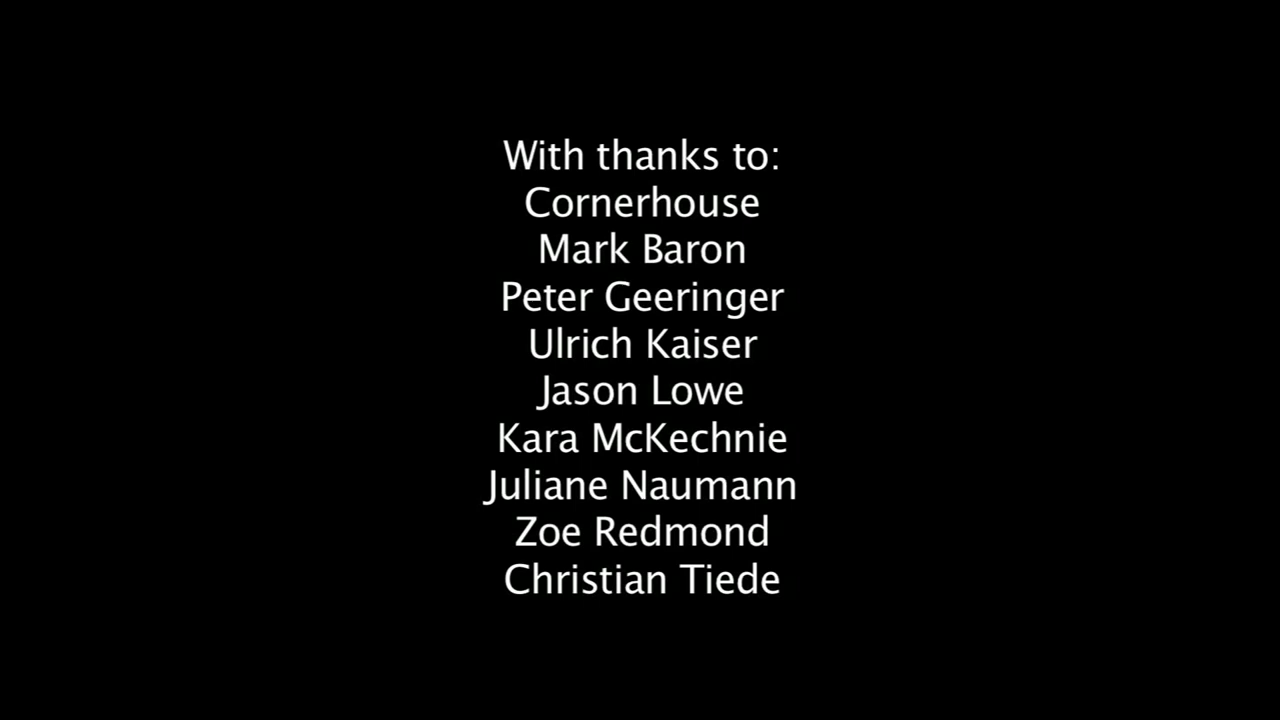 With thanks to:
Cornerhouse
Mark Baron
Peter Geeringer
Ulrich Kaiser
Jason Lowe
Kara McKechnie
Juliane Naumann
Zoe Redmond
Christian Tiede